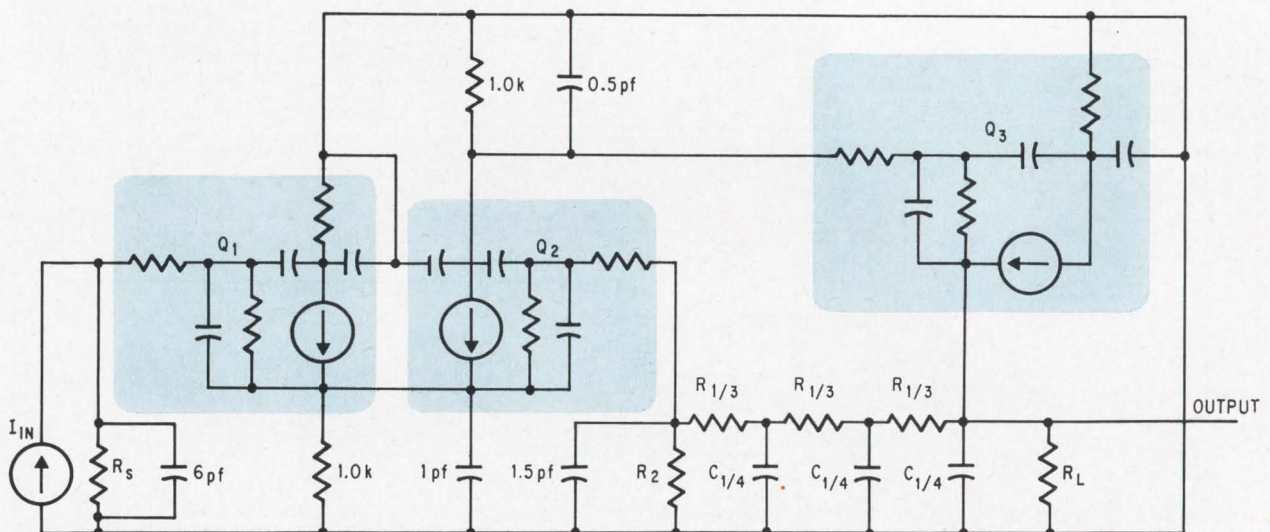 1.0k
0.5pf
Q3
Q1
Q2
R1/3
R1/3
R1/3
OUTPUT
IIN
RS
6pf
1.0k
1pf
1.5pf
R2
C1/4
C1/4
C1/4
RL